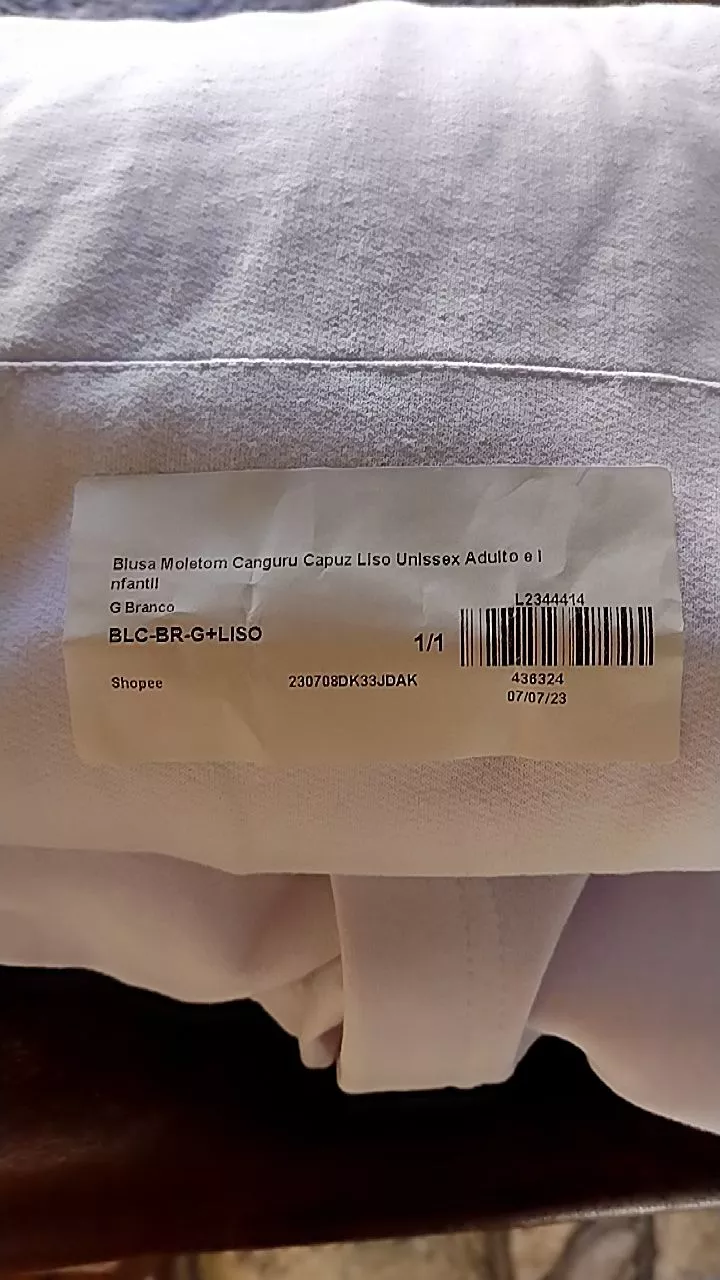 Blusa Moletom Canguru Capuz Liso Unissex Adulto e I
nfantil
G Branco
L2344414
BLC-BR-G+LISO
1/1
Shopee
230708DK33JDAK
436324
07/07/23